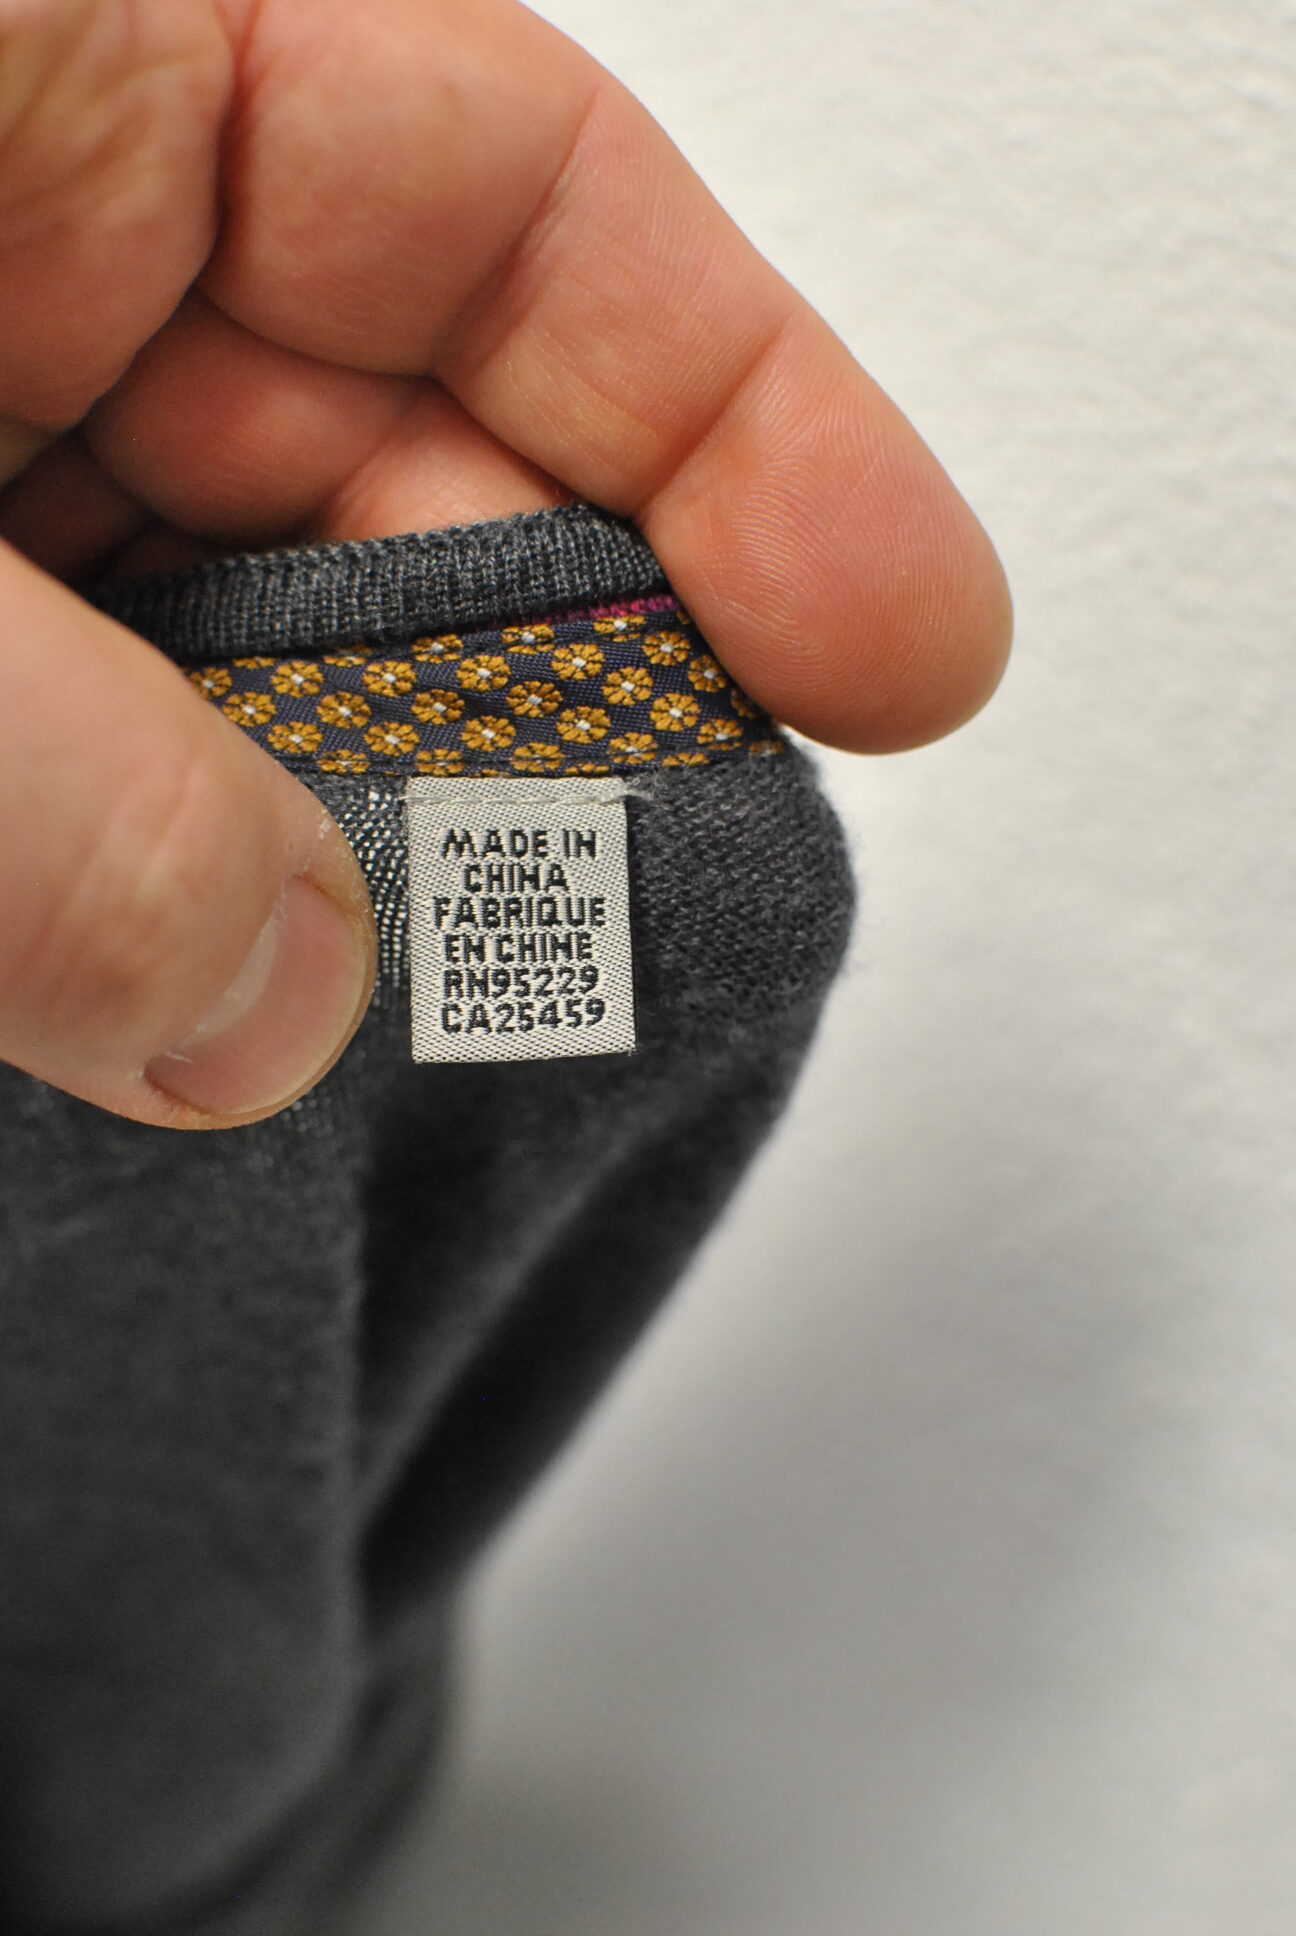 MADE IN
CHINA
FABRIQUE
EN CHINE
RN95229
CA25459